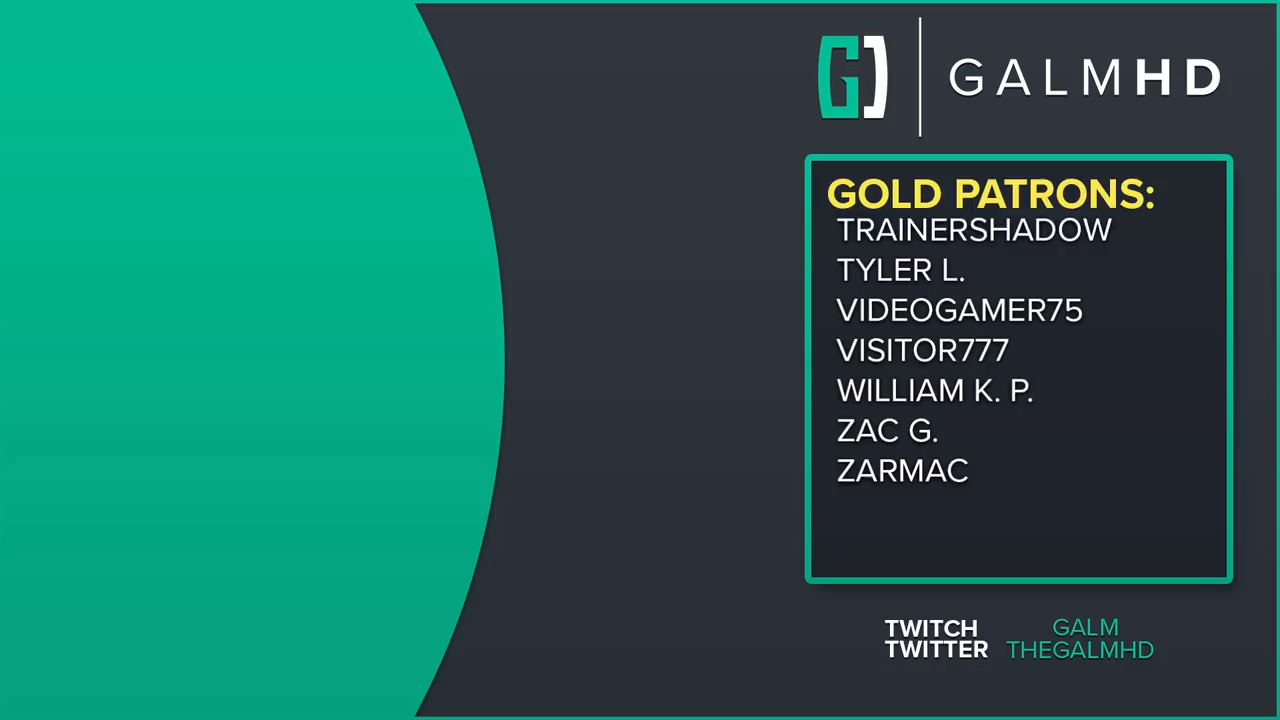 GALMHD
GOLD PATRONS:
TRAINERSHADOW
TYLER L.
VIDEOGAMER75
VISITOR777
WILLIAM K. P.
ZAC G.
ZARMAC
TWITCH GALM
TWITTER THEGALMHD